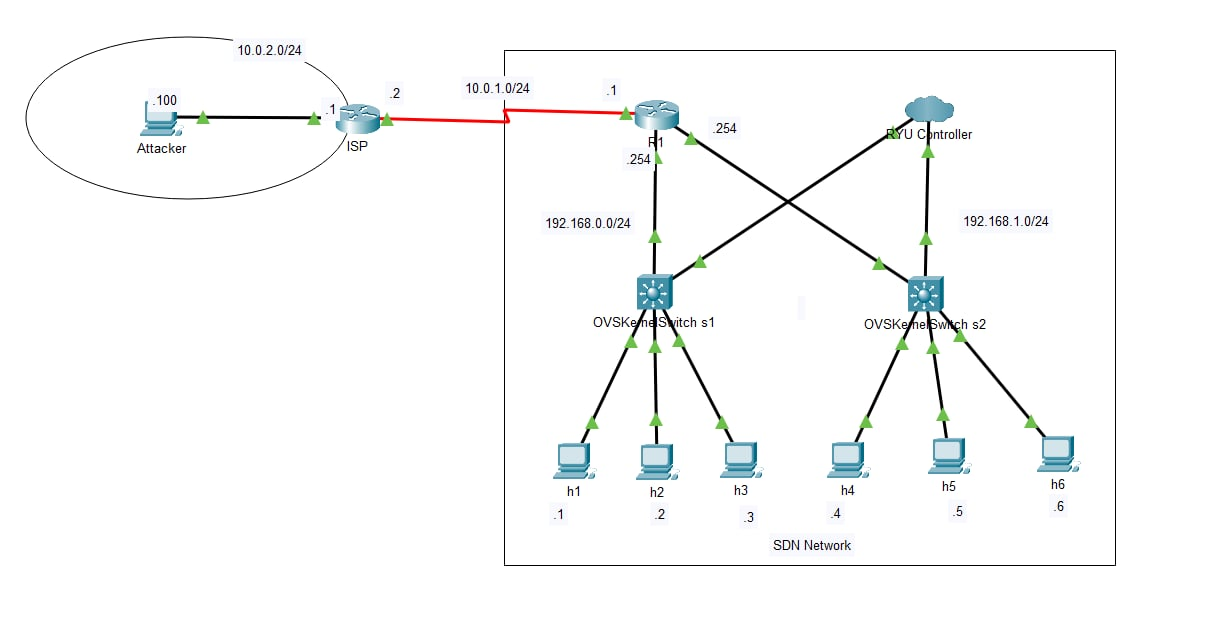 10.0.2.0/24
.100
.1
.2
Attacker
ISP
10.0.1.0/24
.1
R1
.254
.254
RYU Controller
192.168.0.0/24
192.168.1.0/24
OVSKernelSwitch s1
OVSKernelSwitch s2
h1
h2
h3
h4
h5
h6
.1
.2
.3
.4
.5
.6
SDN Network